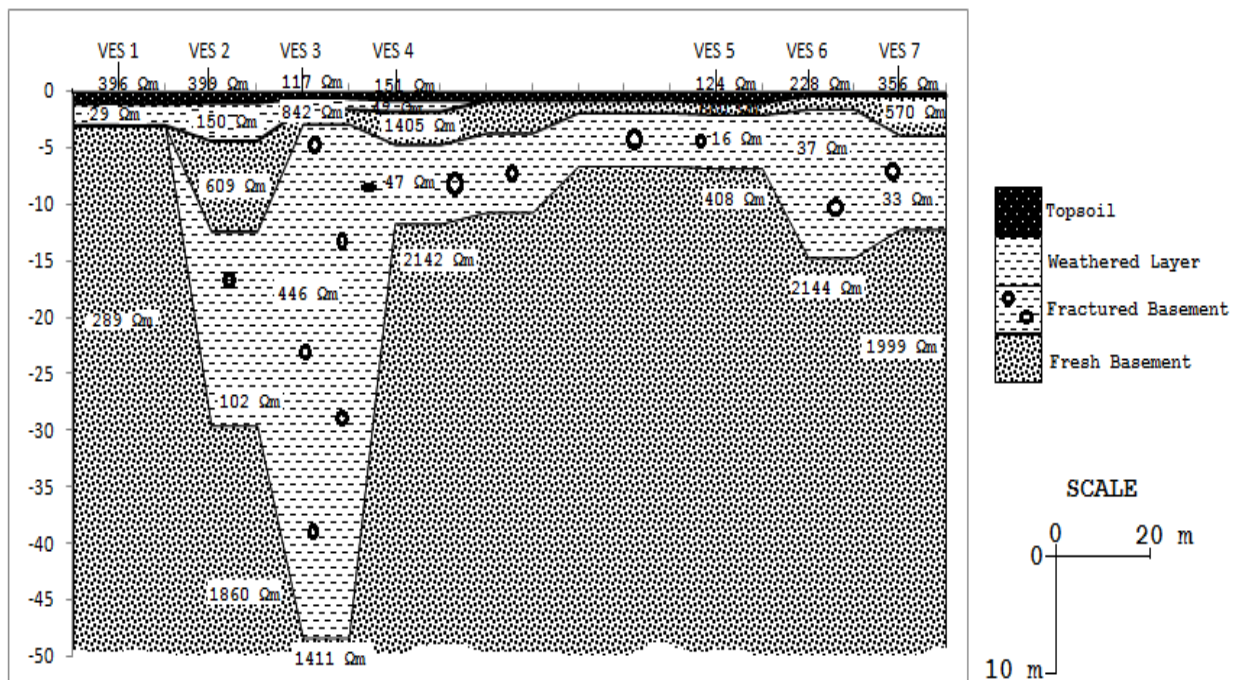 VES 1 VES 2 VES 3 VES 4 VES 5 VES 6 VES 7
396 Ωm 399 Ωm 117 Ωm 151 Ωm 124 Ωm 228 Ωm 356 Ωm
0
29 Ωm 150 Ωm 842 Ωm 570 Ωm
1405 Ωm
-5
16 Ωm
37 Ωm
609 Ωm 47 Ωm
408 Ωm 33 Ωm
-10
2142 Ωm
-15
446 Ωm 2144 Ωm
-20
289 Ωm
1999 Ωm
-25
102 Ωm
-30
-35
-40
1860 Ωm
-45
-50
1411 Ωm
Topsoil
Weathered Layer
Fractured Basement
Fresh Basement
SCALE
0 20 m
0
10 m